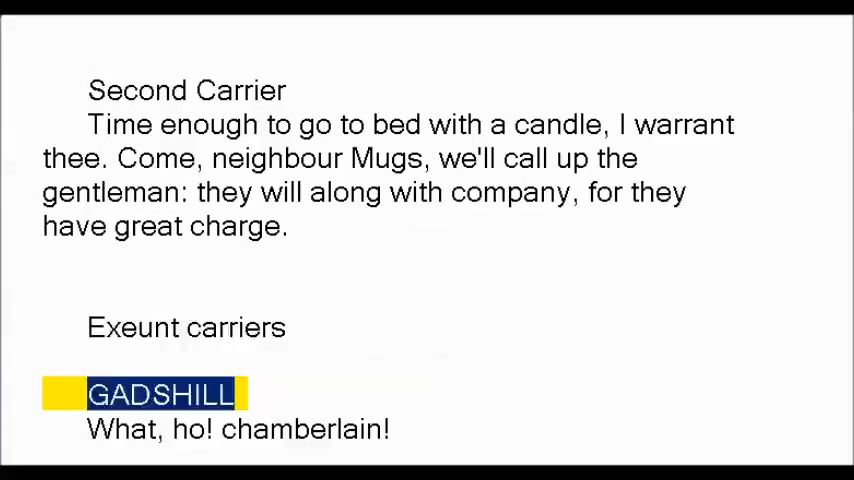 Second Carrier
Time enough to go to bed with a candle, I warrant
thee. Come, neighbour Mugs, we'll call up the
gentleman: they will along with company, for they
have great charge.
Exeunt carriers
GADSHILL
What, ho! chamberlain!